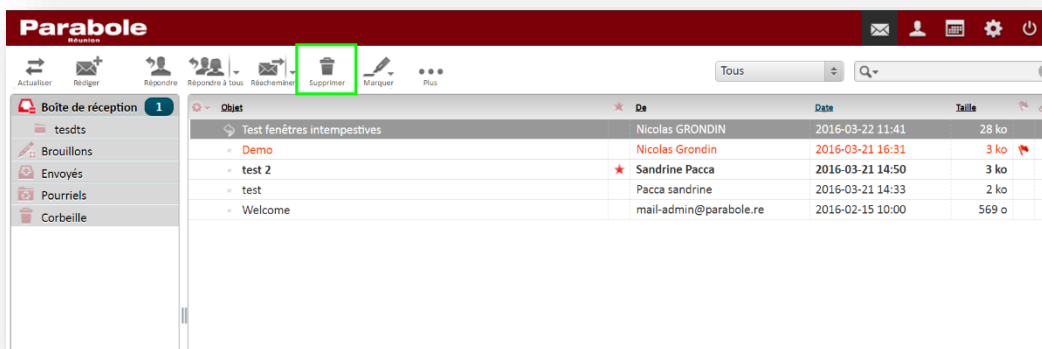 Parabole
Réunion
Actualiser Rédiger Répondre Répondre à tous Réacheminer Supprimer Marquer Plus
Tous
Boîte de réception 1
tesdts
Brouillons
Envoyés
Pourriels
Corbeille
Objet De Date Taille
Test fenêtres intempestives Nicolas GRONDIN 2016-03-22 11:41 28 ko
Demo Nicolas Grondin 2016-03-21 16:31 3 ko
test 2 Sandrine Pacca 2016-03-21 14:50 3 ko
test Pacca sandrine 2016-03-21 14:33 2 ko
Welcome mail-admin@parabole.re 2016-02-15 10:00 569 o